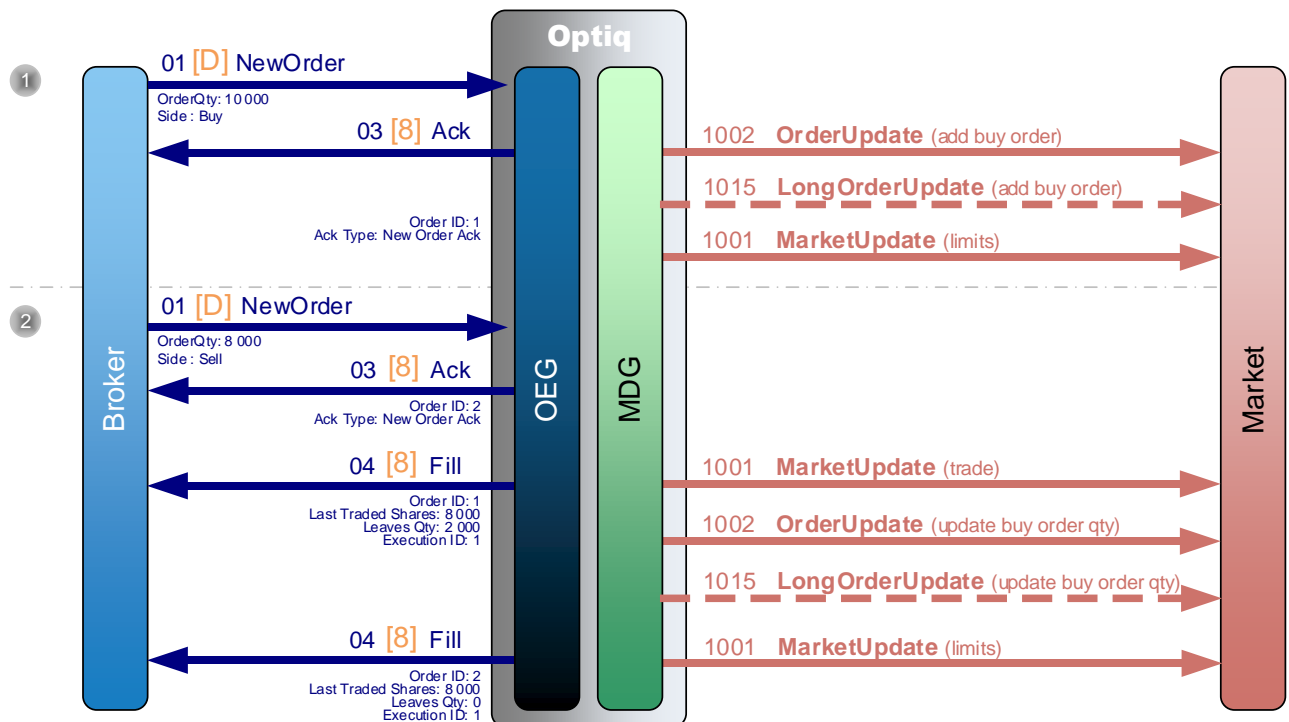 Optiq
1
01 [D] NewOrder
OrderQty: 10 000
Side : Buy
03 [8] Ack
1002 OrderUpdate (add buy order)
1015 LongOrderUpdate (add buy order)
Order ID: 1
Ack Type: New Order Ack
1001 MarketUpdate (limits)
2
01 [D] NewOrder
OrderQty: 8 000
Side : Sell
03 [8] Ack
Order ID: 2
Ack Type: New Order Ack
Broker
OEG
MDG
Market
04 [8] Fill
1001 MarketUpdate (trade)
Order ID: 1
Last Traded Shares: 8 000
Leaves Qty: 2 000
Execution ID: 1
1002 OrderUpdate (update buy order qty)
1015 LongOrderUpdate (update buy order qty)
04 [8] Fill
1001 MarketUpdate (limits)
Order ID: 2
Last Traded Shares: 8 000
Leaves Qty: 0
Execution ID: 1